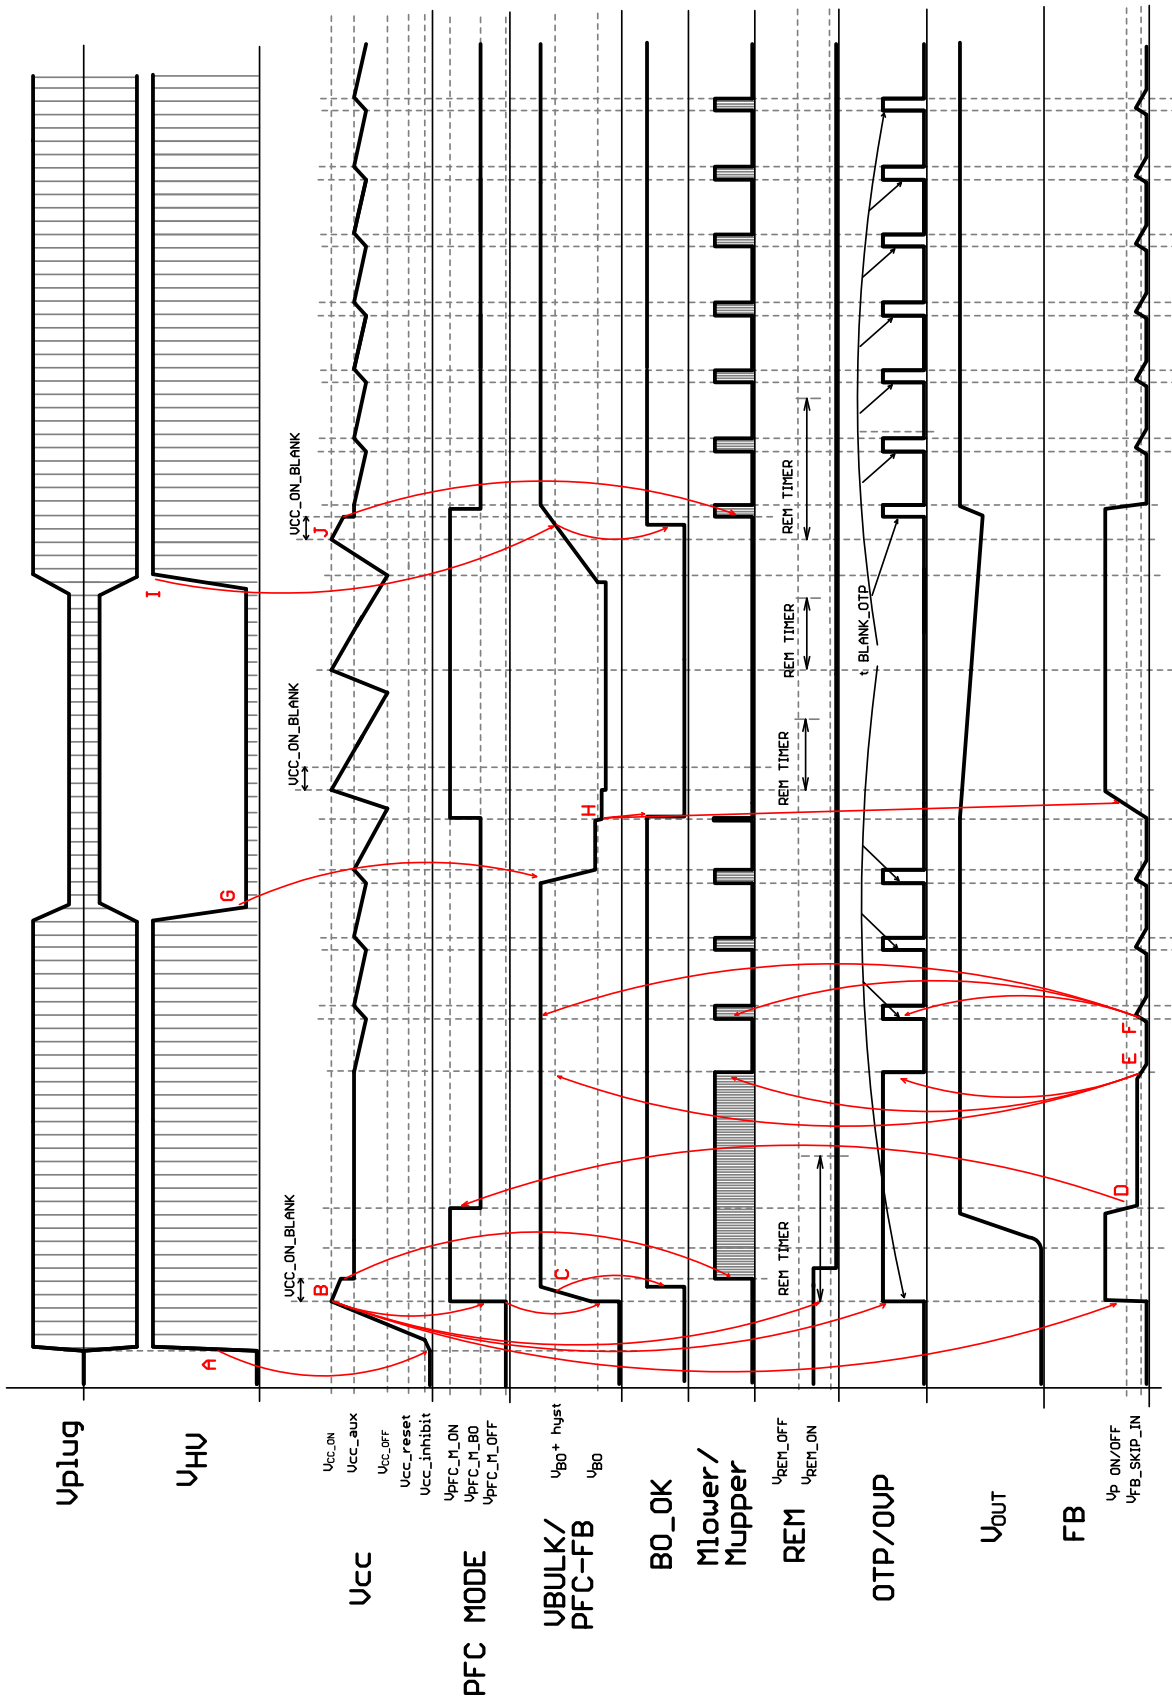 Vplug
VHV
VCC_ON
Vcc_aux
VCC_OFF
Vcc_reset
Vcc_inhibit
Vcc
VPFC_M_ON
VPFC_M_BO
VPFC_M_OFF
PFC MODE
VBO+ hyst
VBO
VBULK/
PFC-FB
BO_OK
Mlower/
Mupper
VREM_OFF
VREM_ON
REM
OTP/OVP
VOUT
FB
VP ON/OFF
VFB_SKIP_IN
VCC_ON_BLANK
VCC_ON_BLANK
VCC_ON_BLANK
REM TIMER
REM TIMER
REM TIMER
REM TIMER
t BLANK_OTP
A
B
C
D
E
F
G
H
I
J